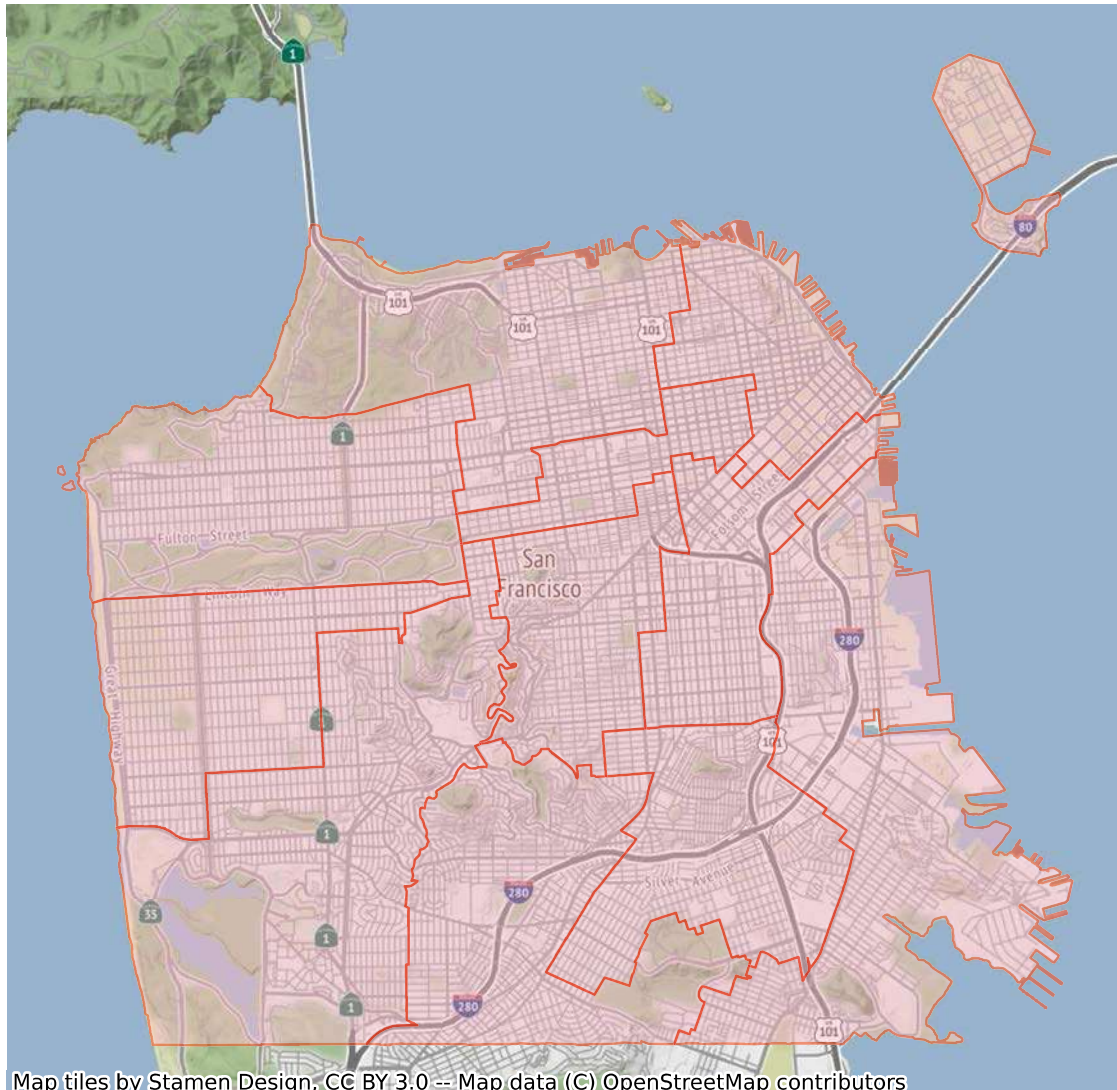 1
80
101
101
101
1
Fulton Street
Folsom Street
San
Francisco
Lincoln Way
280
Great Highway
1
101
1
Silver Avenue
280
35
1
1
280
101
Map tiles by Stamen Design, CC BY 3.0 -- Map data (C) OpenStreetMap contributors